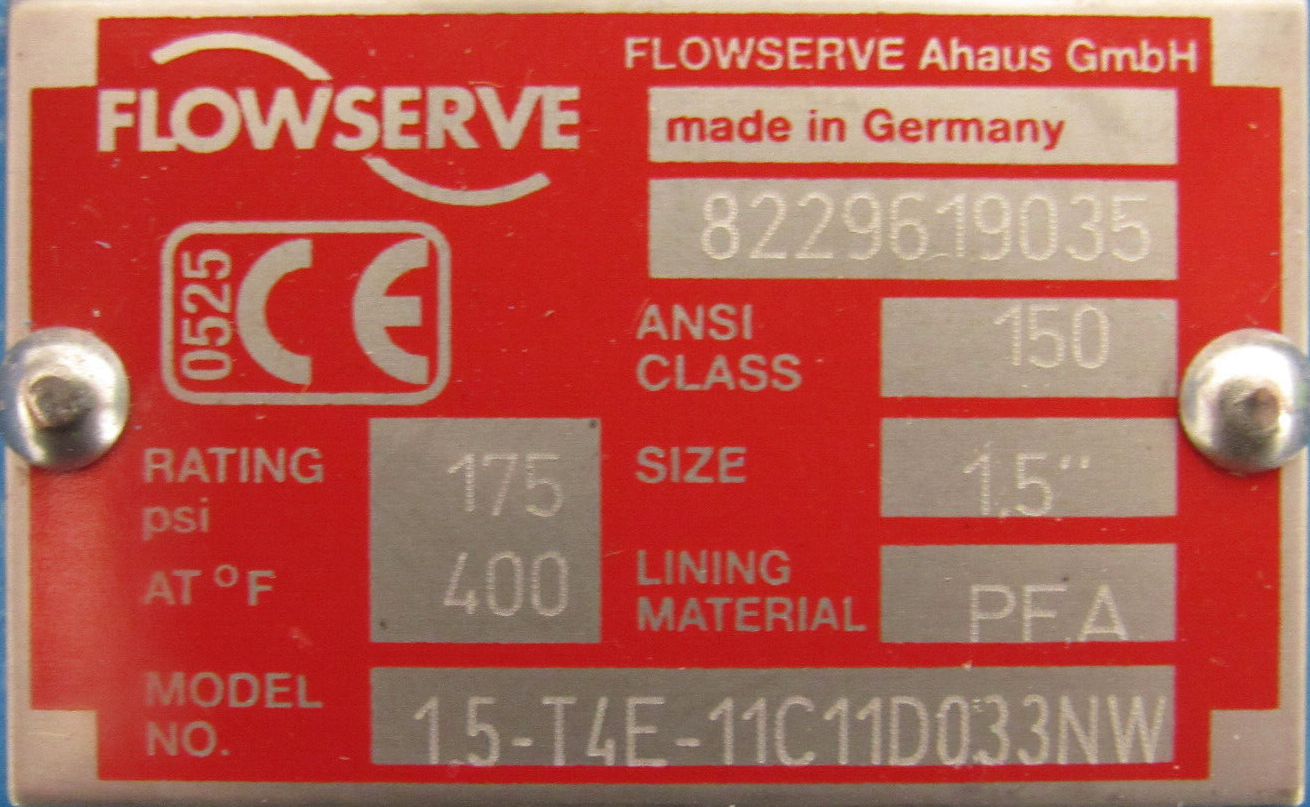 FLOWSERVE
FLOWSERVE Ahaus GmbH
made in Germany
8229619035
0525 CE
ANSI CLASS 150
RATING psi 175
AT °F 400
SIZE 1.5"
LINING MATERIAL PFA
MODEL NO. 1.5-T4E-11C11D033NW